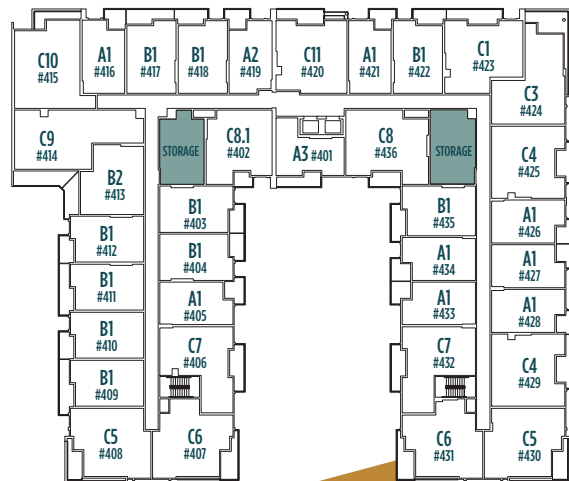 C10
#415
A1
#416
B1
#417
B1
#418
A2
#419
C11
#420
A1
#421
B1
#422
C1
#423
C3
#424
C9
#414
STORAGE
C8.1
#402
A3 #401
C8
#436
STORAGE
C4
#425
B2
#413
B1
#403
B1
#435
A1
#426
B1
#412
B1
#404
A1
#434
A1
#427
B1
#411
A1
#405
A1
#433
A1
#428
B1
#410
C7
#406
C7
#432
C4
#429
B1
#409
C5
#408
C6
#407
C6
#431
C5
#430